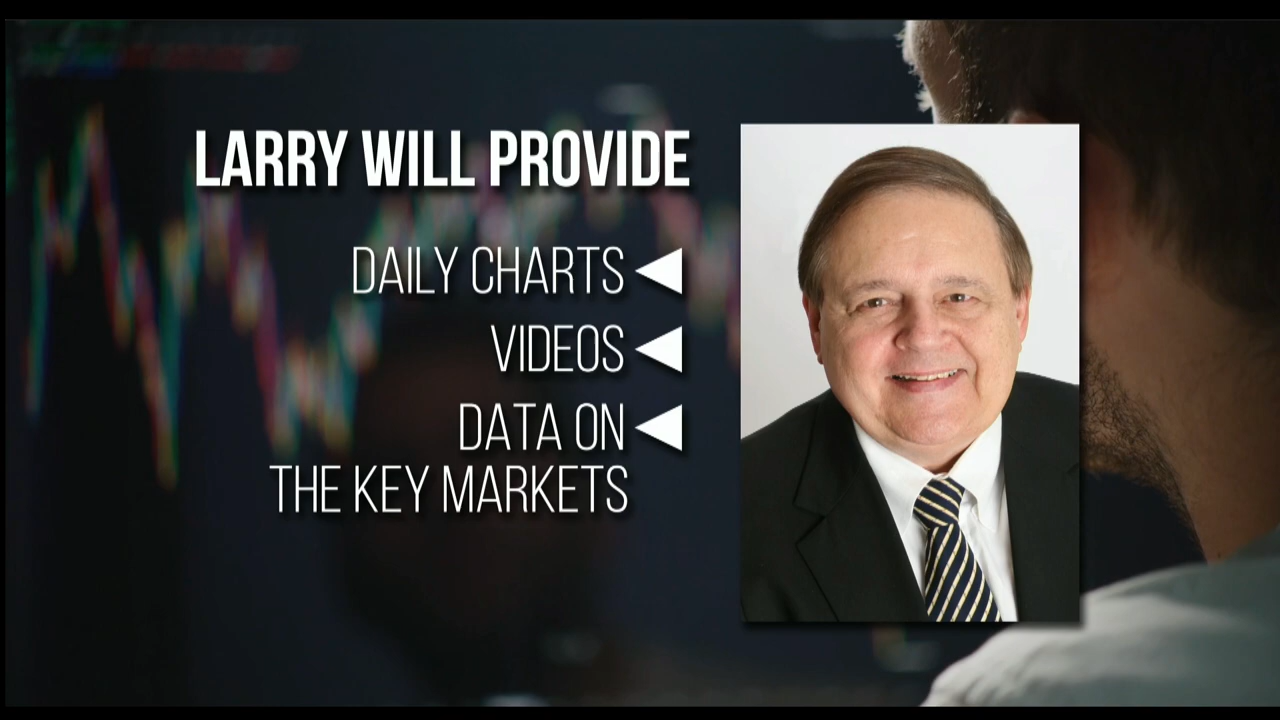 LARRY WILL PROVIDE
DAILY CHARTS
VIDEOS
DATA ON
THE KEY MARKETS